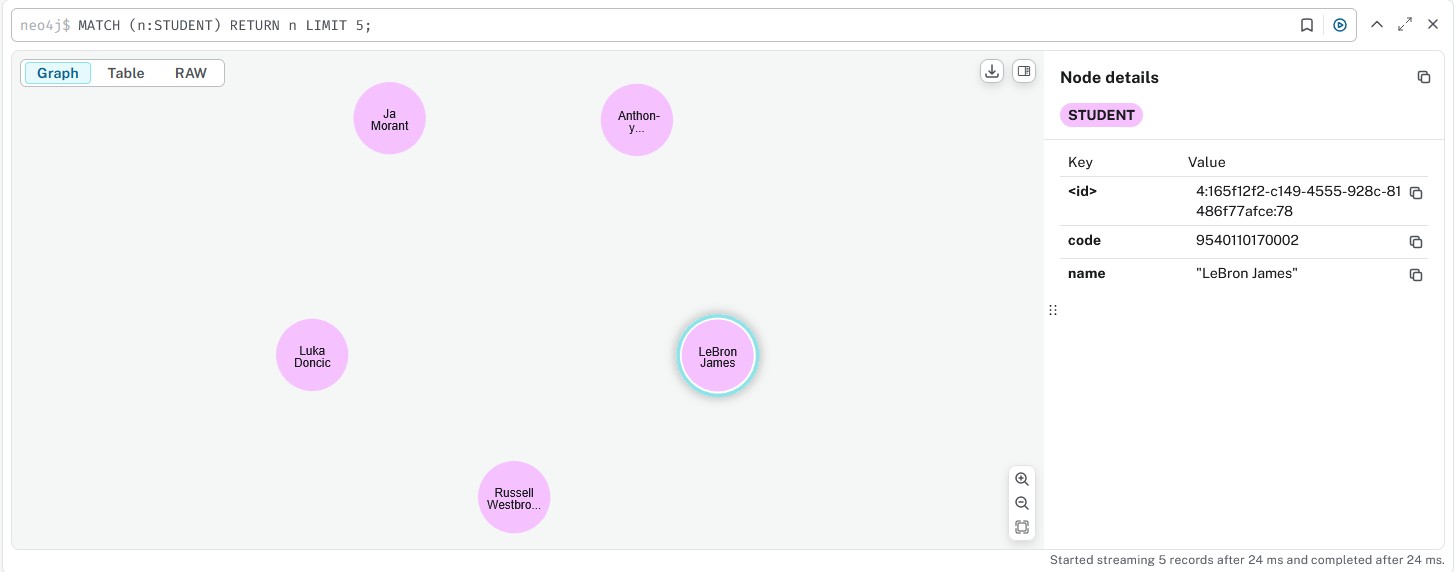 neo4j$ MATCH (n:STUDENT) RETURN n LIMIT 5;
Graph Table RAW
Ja
Morant
Anthon-
y...
Luka
Doncic
LeBron
James
Russell
Westbro...
Node details
STUDENT
Key Value
<id> 4:165f12f2-c149-4555-928c-81
486f77afce:78
code 9540110170002
name "LeBron James"
Started streaming 5 records after 24 ms and completed after 24 ms.